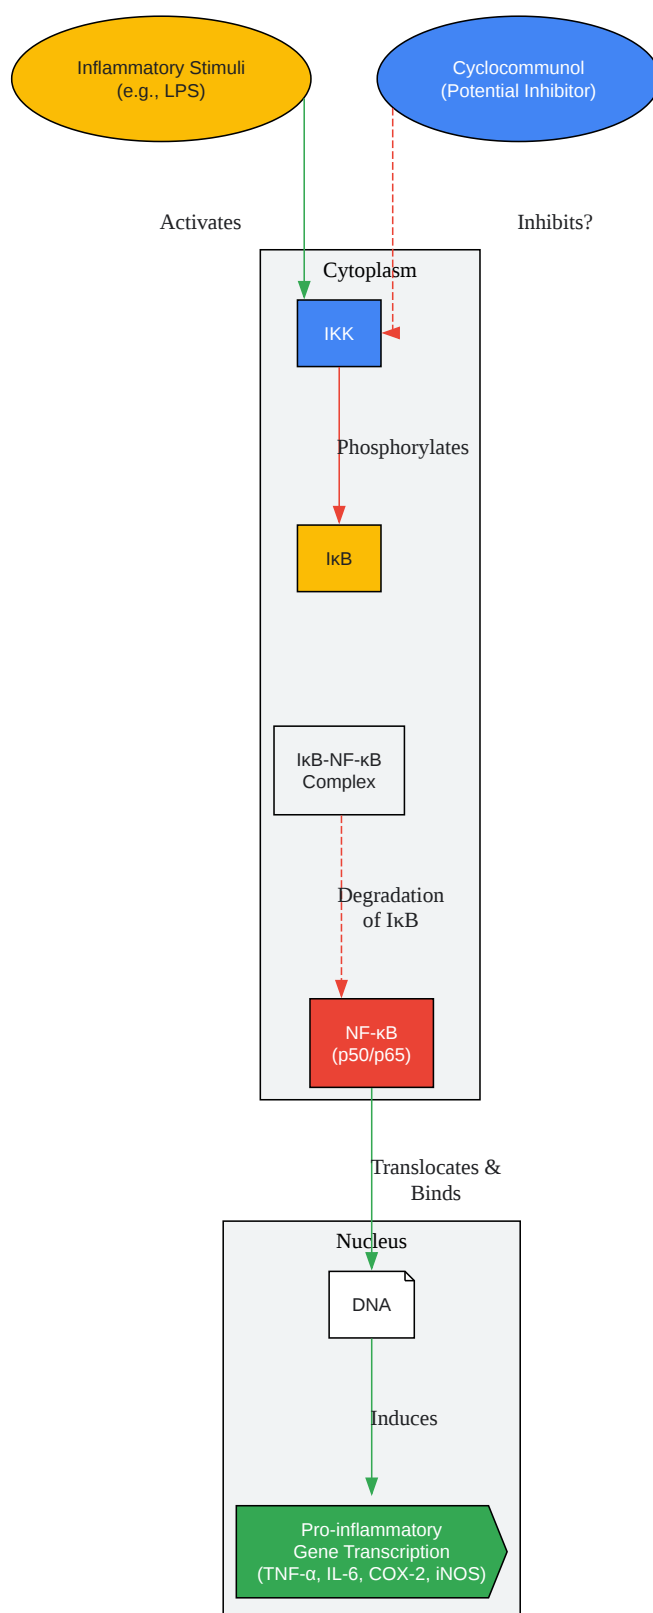 Inflammatory Stimuli
(e.g., LPS)
Cyclocommunol
(Potential Inhibitor)
Activates
Inhibits?
Cytoplasm
IKK
Phosphorylates
IκB
IκB-NF-κB
Complex
Degradation
of IκB
NF-κB
(p50/p65)
Translocates &
Binds
Nucleus
DNA
Induces
Pro-inflammatory
Gene Transcription
(TNF-α, IL-6, COX-2, iNOS)